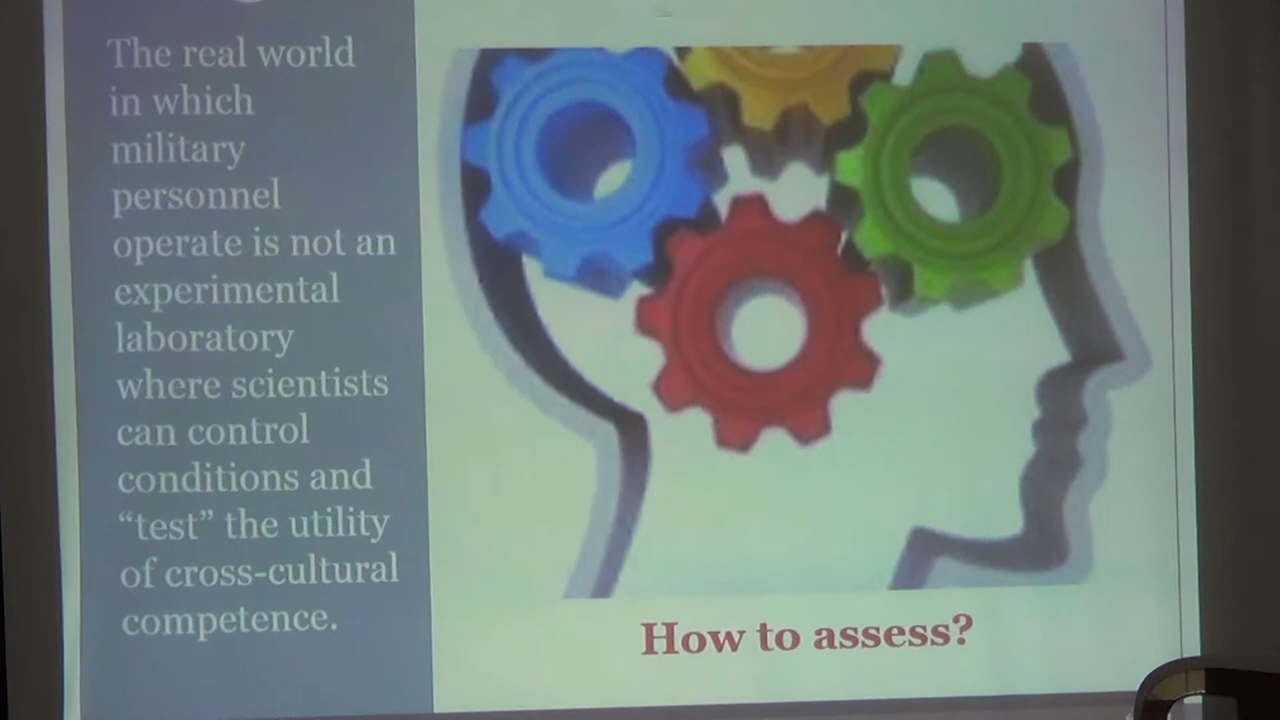 The real world
in which
military
personnel
operate is not an
experimental
laboratory
where scientists
can control
conditions and
“test” the utility
of cross-cultural
competence.
How to assess?